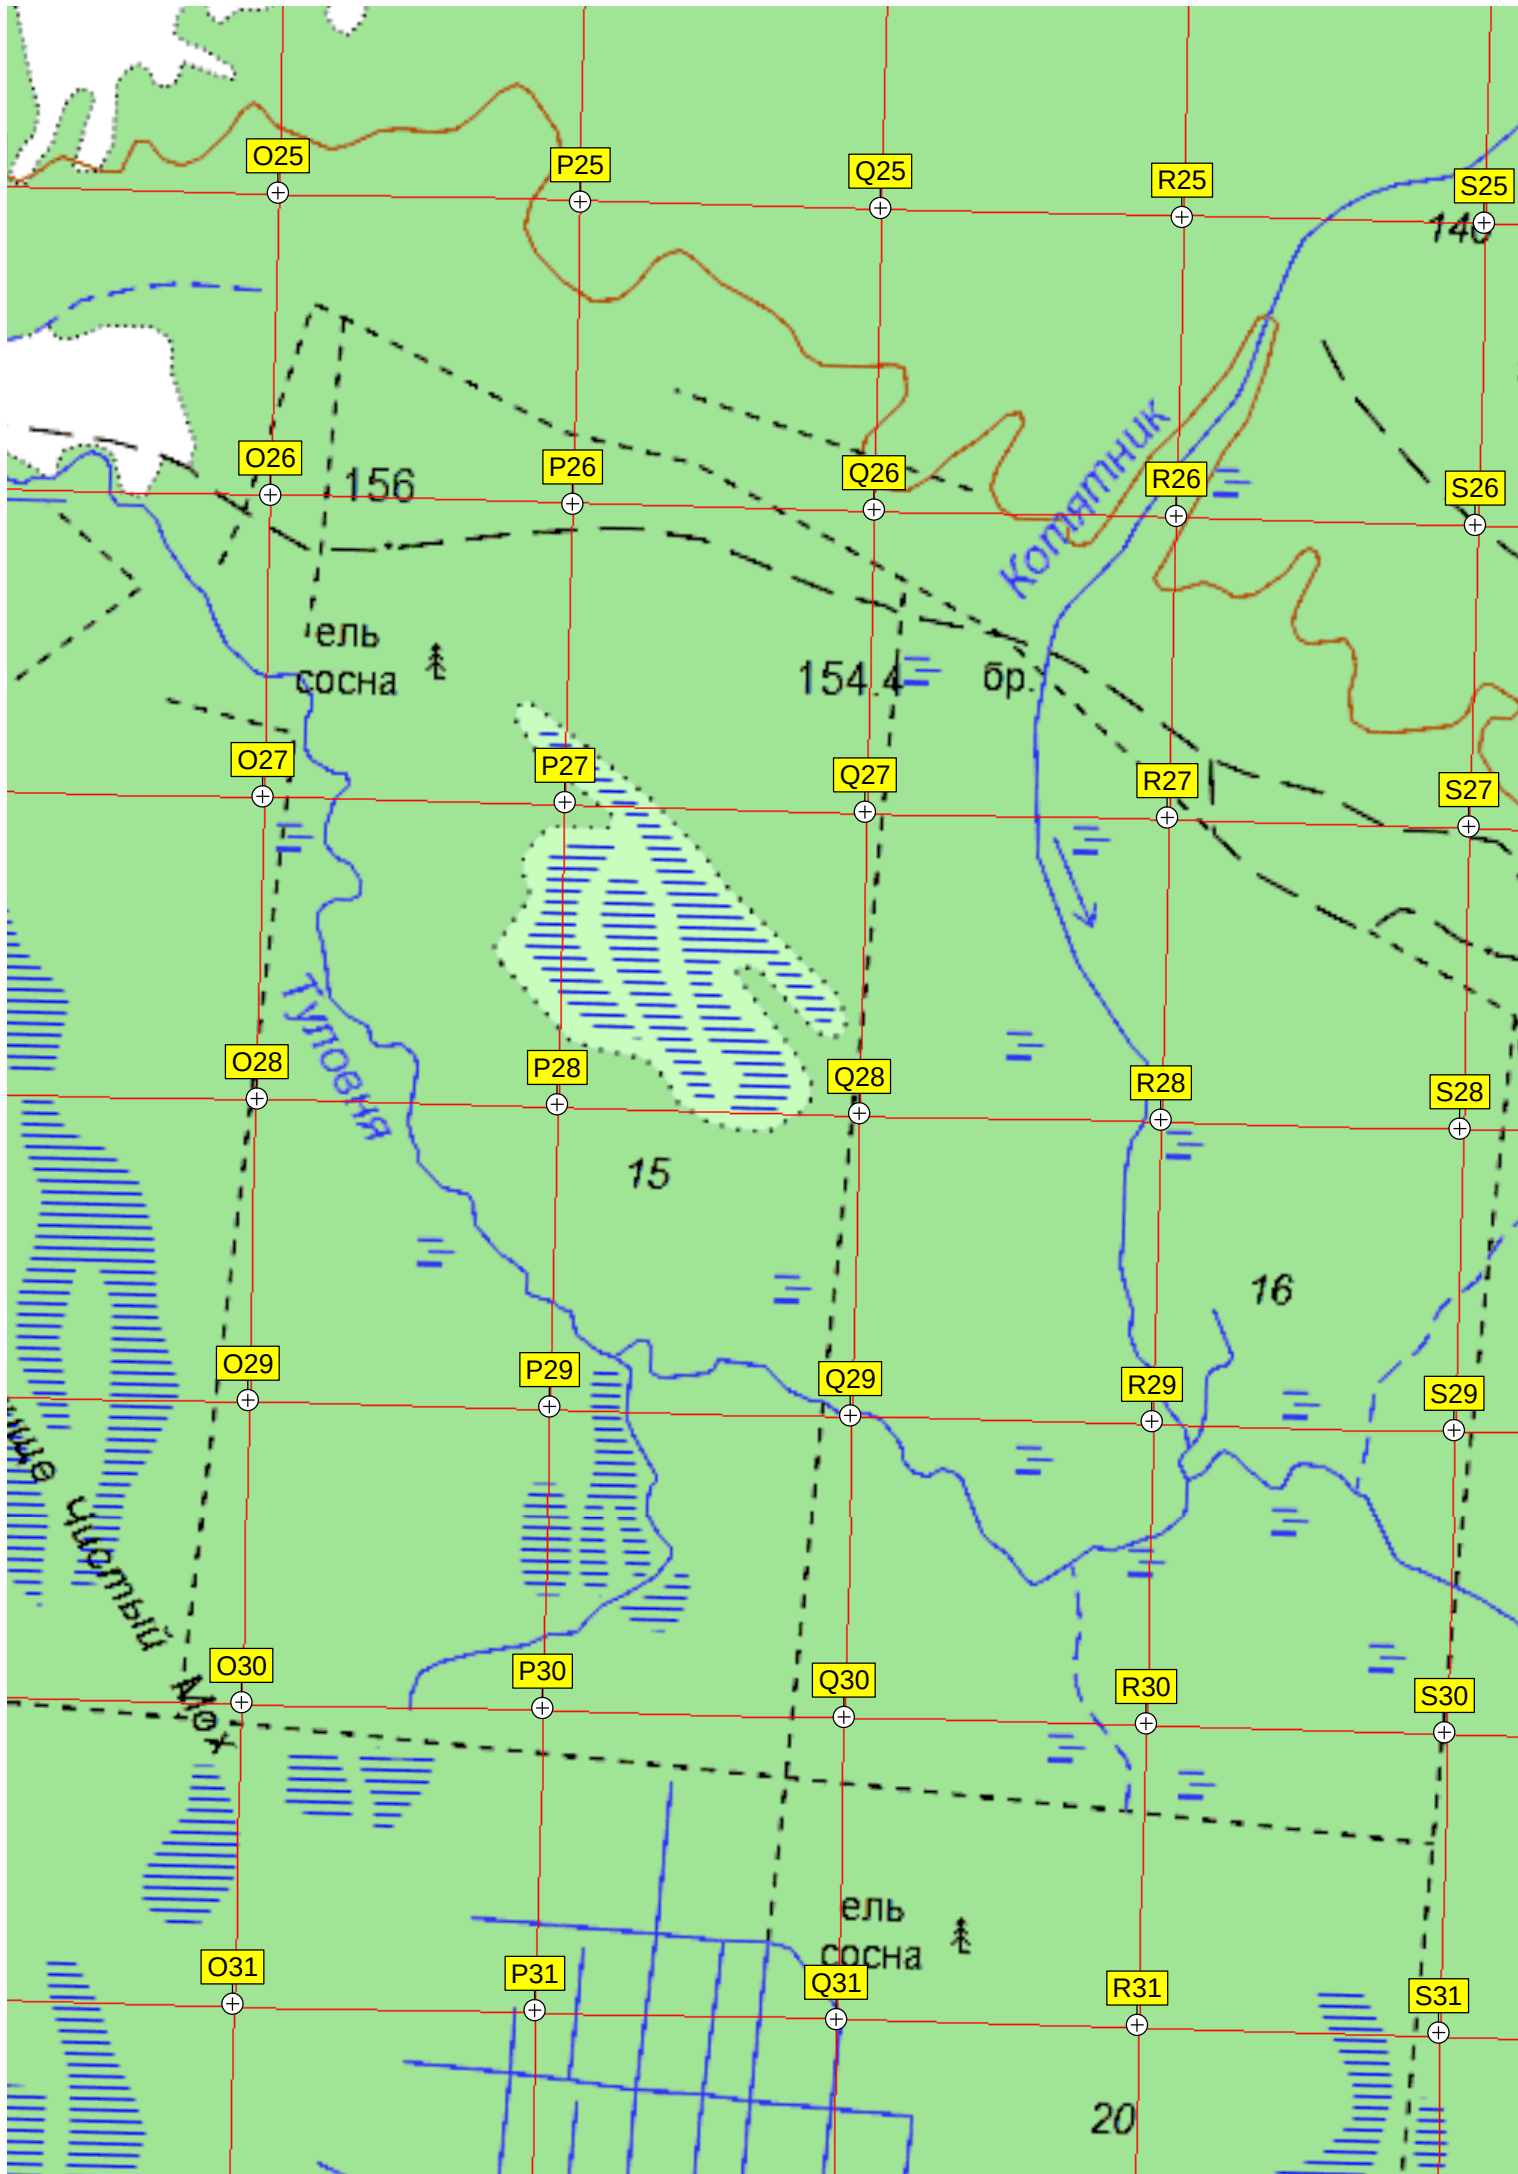 O25
P25
Q25
R25
S25
140
O26
156
P26
Q26
Котятник
R26
S26
ель
сосна
154.4
бр.
O27
P27
Q27
R27
S27
Туловня
O28
P28
Q28
R28
S28
15
16
O29
P29
Q29
R29
S29
Чистый
Мох
O30
P30
Q30
R30
S30
ель
сосна
O31
P31
Q31
R31
S31
20